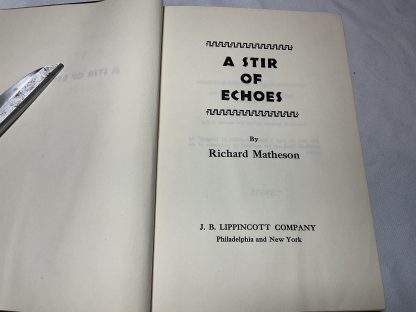 A STIR
OF
ECHOES
By
Richard Matheson
J. B. LIPPINCOTT COMPANY
Philadelphia and New York